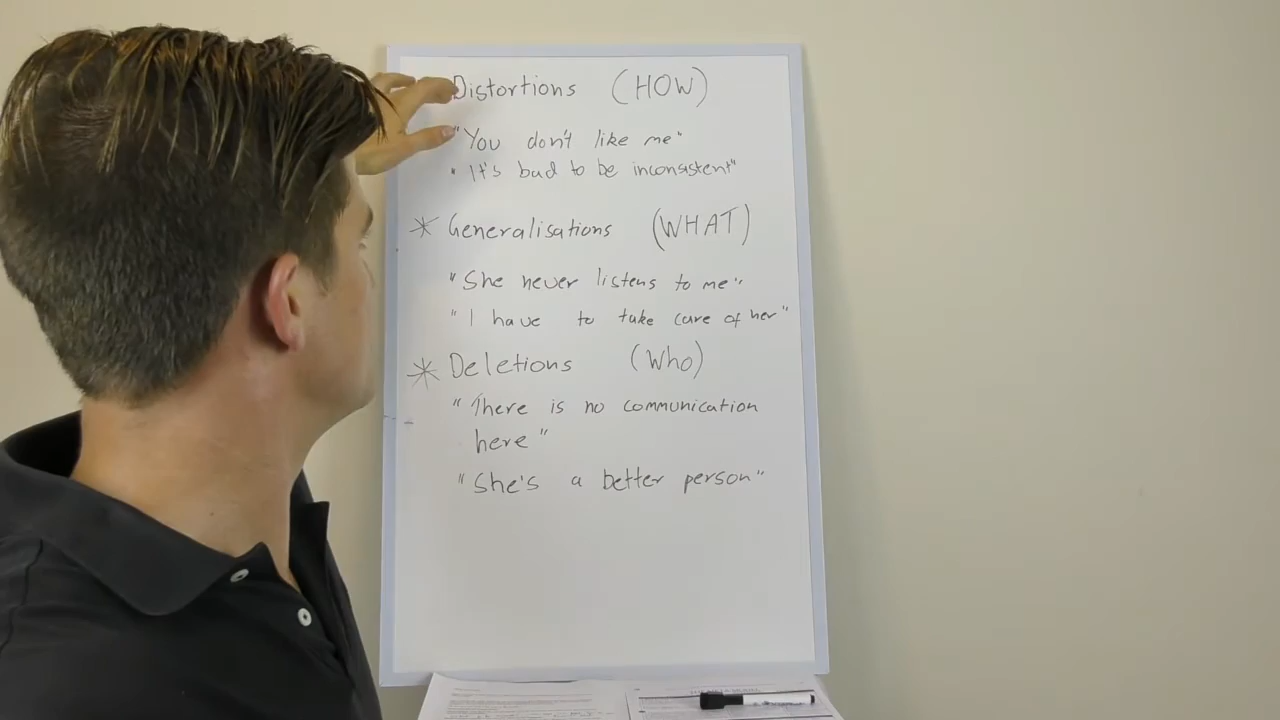 Distortions (HOW)
"You don't like me"
" It's bad to be inconsistent"
* Generalisations (WHAT)
"She never listens to me"
"I have to take care of her"
* Deletions (Who)
"There is no communication
here"
"She's a better person"